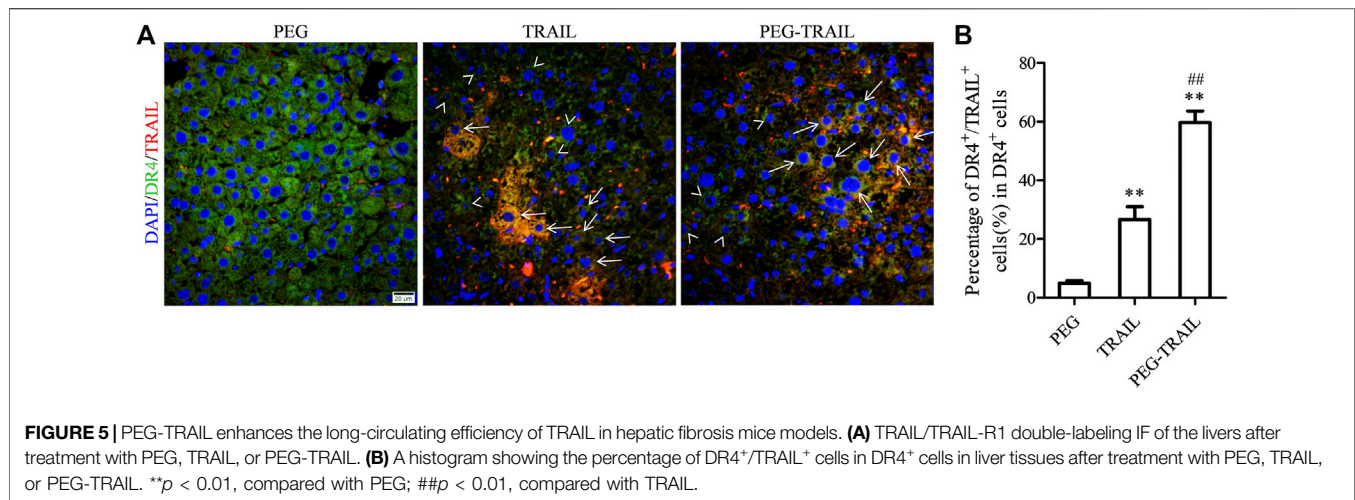 A
PEG
TRAIL
PEG-TRAIL
DAPI/DR4/TRAIL
20 µm
B
Percentage of DR4⁺/TRAIL⁺
cells(%) in DR4⁺ cells
80
60
40
20
0
**
##
**
PEG
TRAIL
PEG-TRAIL
FIGURE 5 | PEG-TRAIL enhances the long-circulating efficiency of TRAIL in hepatic fibrosis mice models. (A) TRAIL/TRAIL-R1 double-labeling IF of the livers after
treatment with PEG, TRAIL, or PEG-TRAIL. (B) A histogram showing the percentage of DR4⁺/TRAIL⁺ cells in DR4⁺ cells in liver tissues after treatment with PEG, TRAIL,
or PEG-TRAIL. **p < 0.01, compared with PEG; ##p < 0.01, compared with TRAIL.